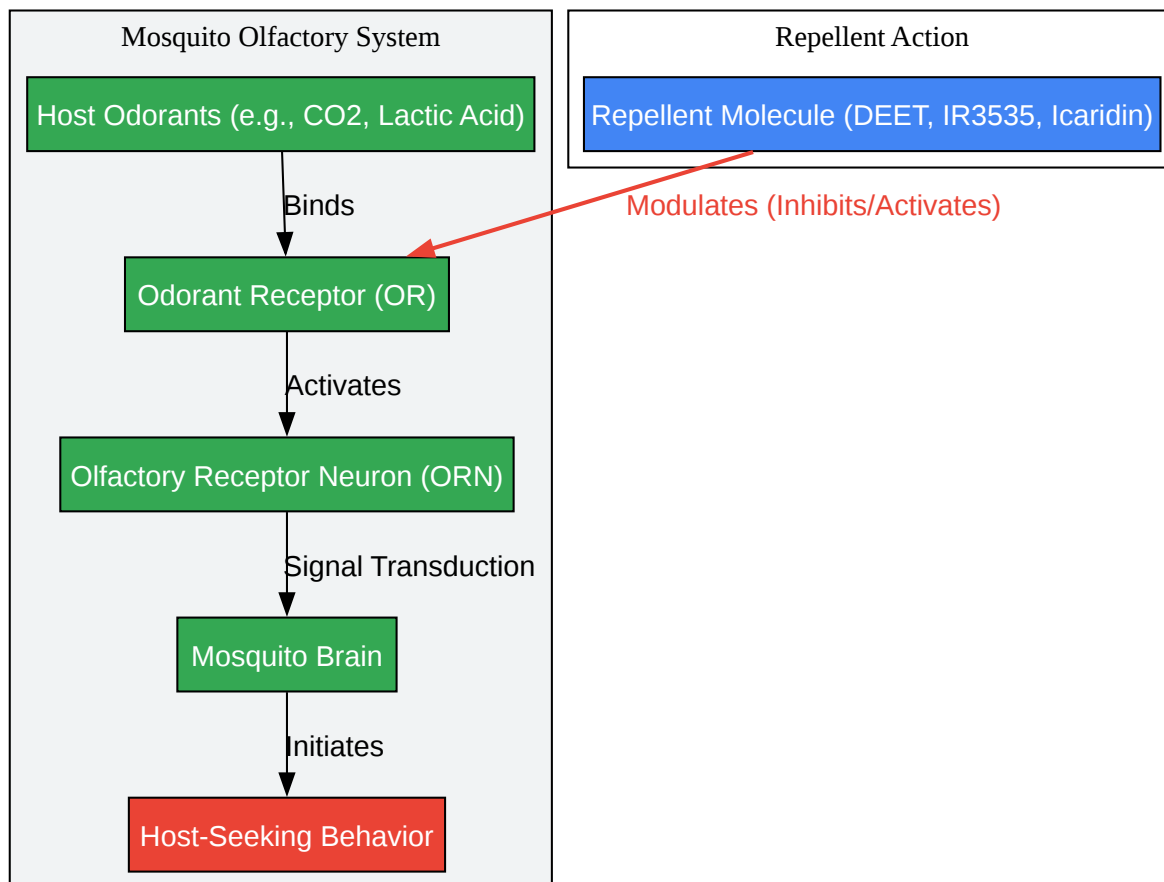 Mosquito Olfactory System
Host Odorants (e.g., CO2, Lactic Acid)
Binds
Odorant Receptor (OR)
Activates
Olfactory Receptor Neuron (ORN)
Signal Transduction
Mosquito Brain
Initiates
Host-Seeking Behavior
Repellent Action
Repellent Molecule (DEET, IR3535, Icaridin)
Modulates (Inhibits/Activates)